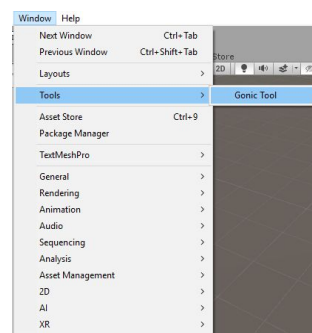 Window Help
Next Window Ctrl+Tab
Previous Window Ctrl+Shift+Tab
Store
Layouts >
2D
Tools > Gonic Tool
Asset Store Ctrl+9
Package Manager
TextMeshPro >
General >
Rendering >
Animation >
Audio >
Sequencing >
Analysis >
Asset Management >
2D >
AI >
XR >